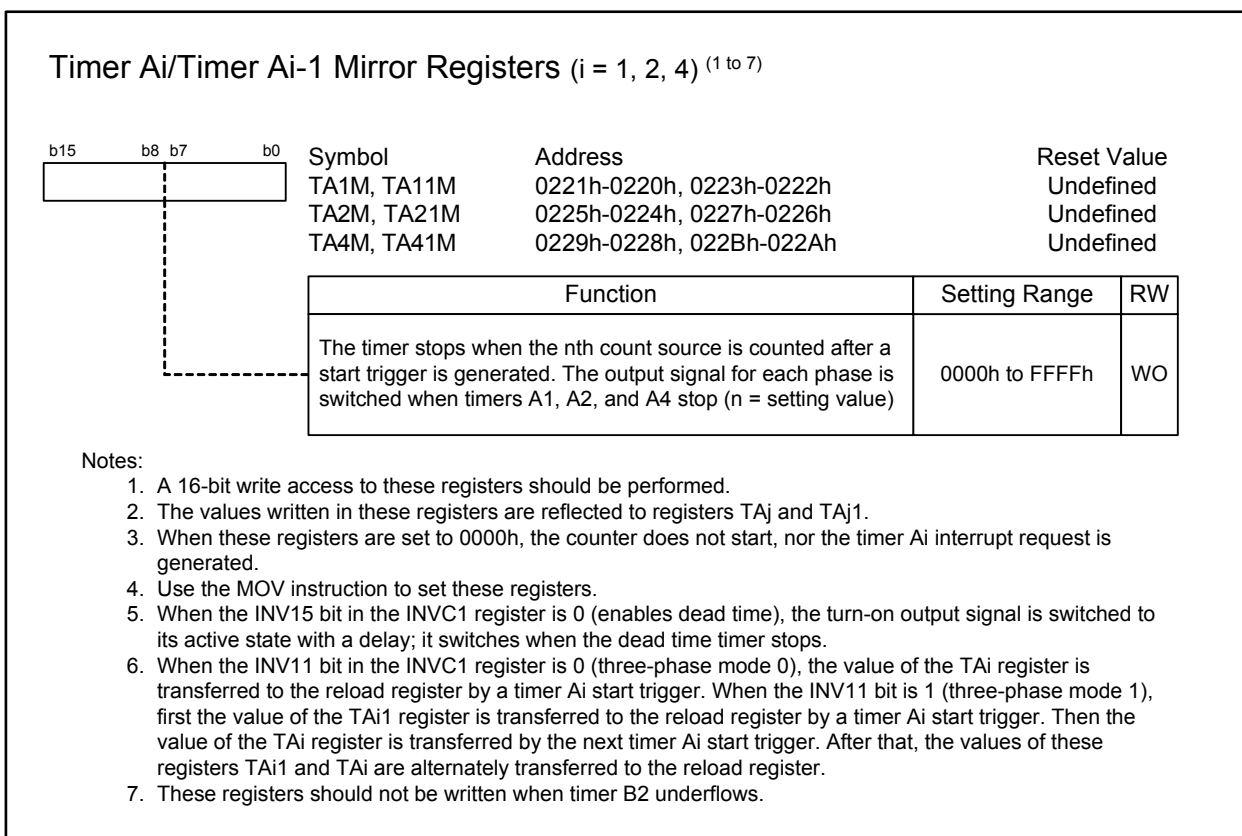 Timer Ai/Timer Ai-1 Mirror Registers (i = 1, 2, 4) (1 to 7)
b15 b8 b7 b0
Symbol Address Reset Value
TA1M, TA11M 0221h-0220h, 0223h-0222h Undefined
TA2M, TA21M 0225h-0224h, 0227h-0226h Undefined
TA4M, TA41M 0229h-0228h, 022Bh-022Ah Undefined
Function Setting Range RW
The timer stops when the nth count source is counted after a
start trigger is generated. The output signal for each phase is
switched when timers A1, A2, and A4 stop (n = setting value)
0000h to FFFFh WO
Notes:
1. A 16-bit write access to these registers should be performed.
2. The values written in these registers are reflected to registers TAj and TAj1.
3. When these registers are set to 0000h, the counter does not start, nor the timer Ai interrupt request is
generated.
4. Use the MOV instruction to set these registers.
5. When the INV15 bit in the INVC1 register is 0 (enables dead time), the turn-on output signal is switched to
its active state with a delay; it switches when the dead time timer stops.
6. When the INV11 bit in the INVC1 register is 0 (three-phase mode 0), the value of the TAi register is
transferred to the reload register by a timer Ai start trigger. When the INV11 bit is 1 (three-phase mode 1),
first the value of the TAi1 register is transferred to the reload register by a timer Ai start trigger. Then the
value of the TAi register is transferred by the next timer Ai start trigger. After that, the values of these
registers TAi1 and TAi are alternately transferred to the reload register.
7. These registers should not be written when timer B2 underflows.